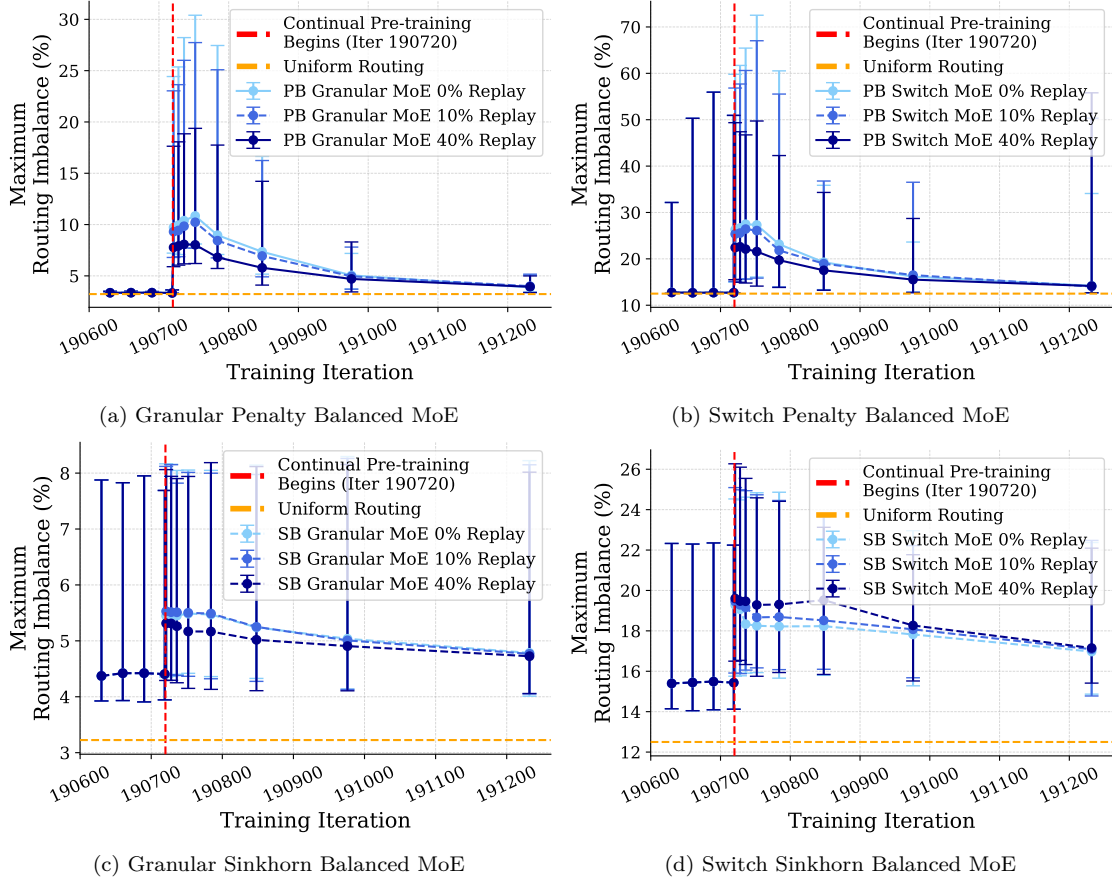 30
25
20
15
10
5
Maximum
Routing Imbalance (%)
Continual Pre-training
Begins (Iter 190720)
Uniform Routing
PB Granular MoE 0% Replay
PB Granular MoE 10% Replay
PB Granular MoE 40% Replay
190600
190700
190800
190900
191000
191100
191200
Training Iteration
(a) Granular Penalty Balanced MoE
70
60
50
40
30
20
10
Maximum
Routing Imbalance (%)
Continual Pre-training
Begins (Iter 190720)
Uniform Routing
PB Switch MoE 0% Replay
PB Switch MoE 10% Replay
PB Switch MoE 40% Replay
190600
190700
190800
190900
191000
191100
191200
Training Iteration
(b) Switch Penalty Balanced MoE
8
7
6
5
4
3
Maximum
Routing Imbalance (%)
Continual Pre-training
Begins (Iter 190720)
Uniform Routing
SB Granular MoE 0% Replay
SB Granular MoE 10% Replay
SB Granular MoE 40% Replay
190600
190700
190800
190900
191000
191100
191200
Training Iteration
(c) Granular Sinkhorn Balanced MoE
26
24
22
20
18
16
14
12
Maximum
Routing Imbalance (%)
Continual Pre-training
Begins (Iter 190720)
Uniform Routing
SB Switch MoE 0% Replay
SB Switch MoE 10% Replay
SB Switch MoE 40% Replay
190600
190700
190800
190900
191000
191100
191200
Training Iteration
(d) Switch Sinkhorn Balanced MoE